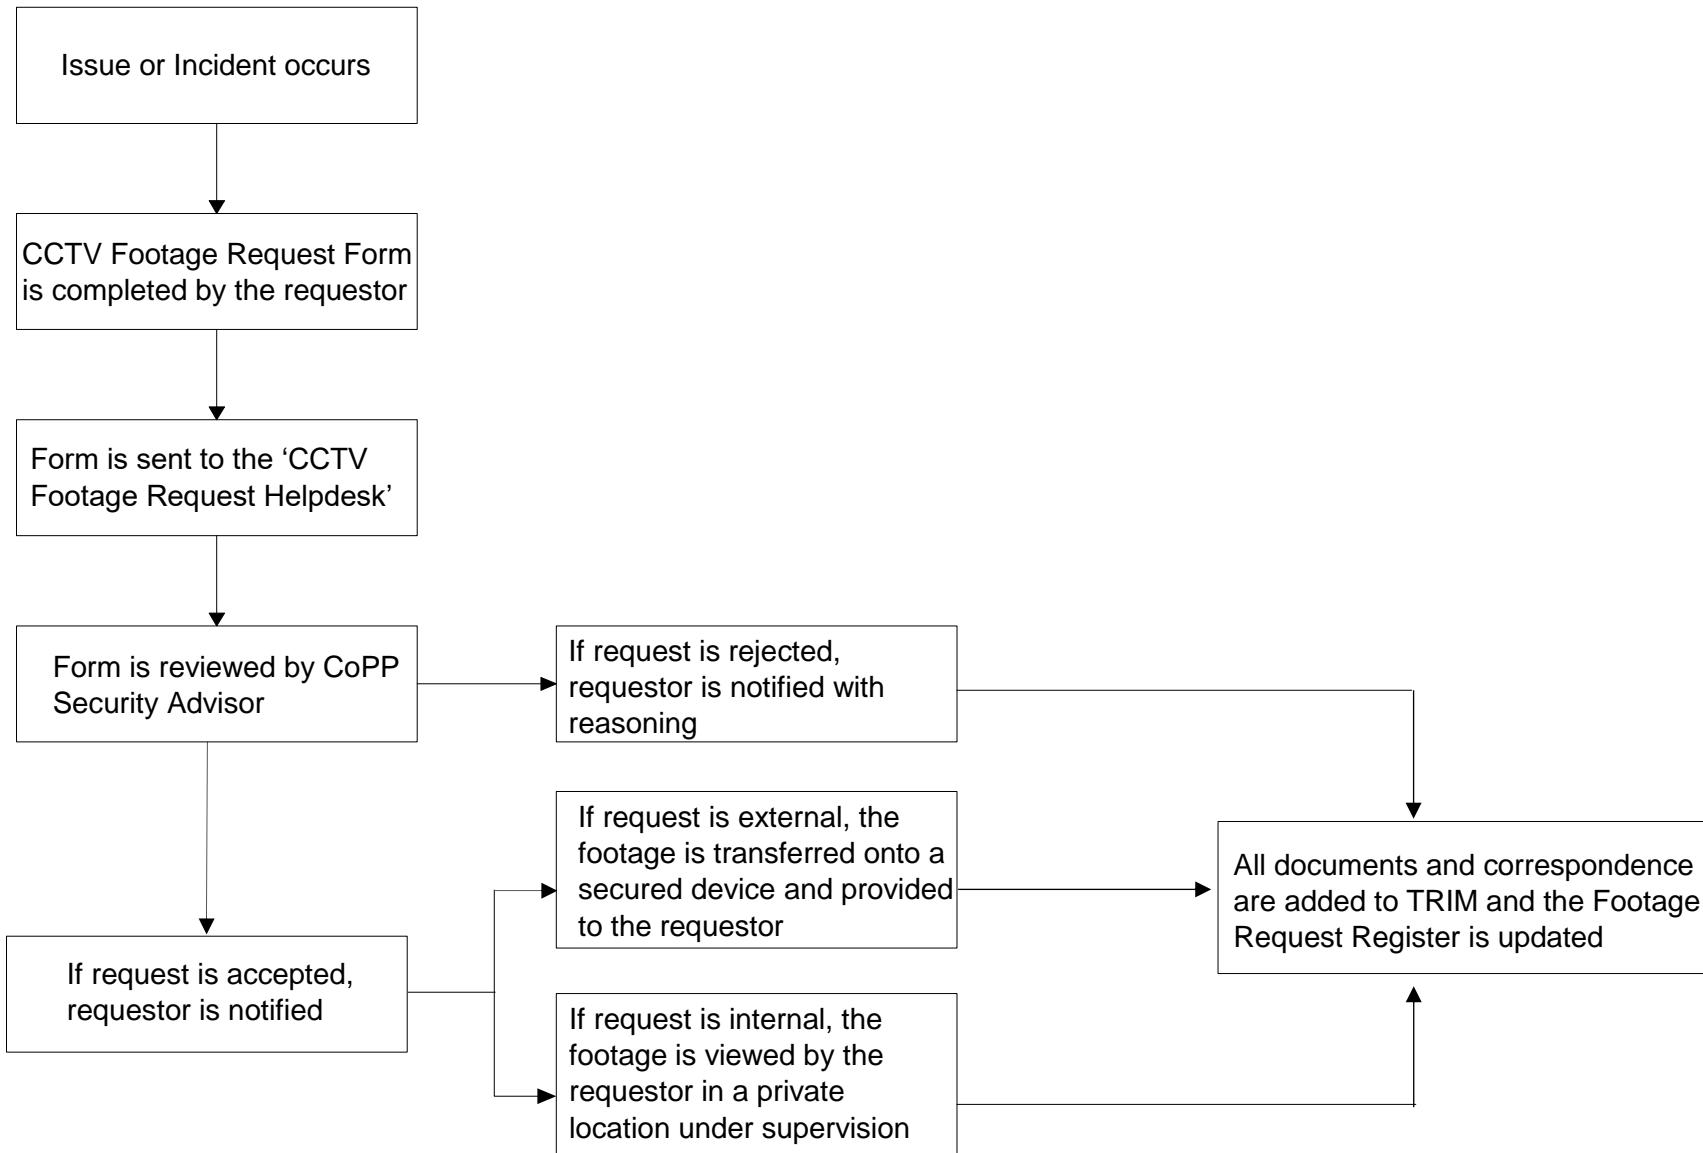 Issue or Incident occurs
CCTV Footage Request Form
is completed by the requestor
Form is sent to the ‘CCTV
Footage Request Helpdesk’
Form is reviewed by CoPP
Security Advisor
If request is rejected,
requestor is notified with
reasoning
If request is external, the
footage is transferred onto a
secured device and provided
to the requestor
All documents and correspondence
are added to TRIM and the Footage
Request Register is updated
If request is accepted,
requestor is notified
If request is internal, the
footage is viewed by the
requestor in a private
location under supervision